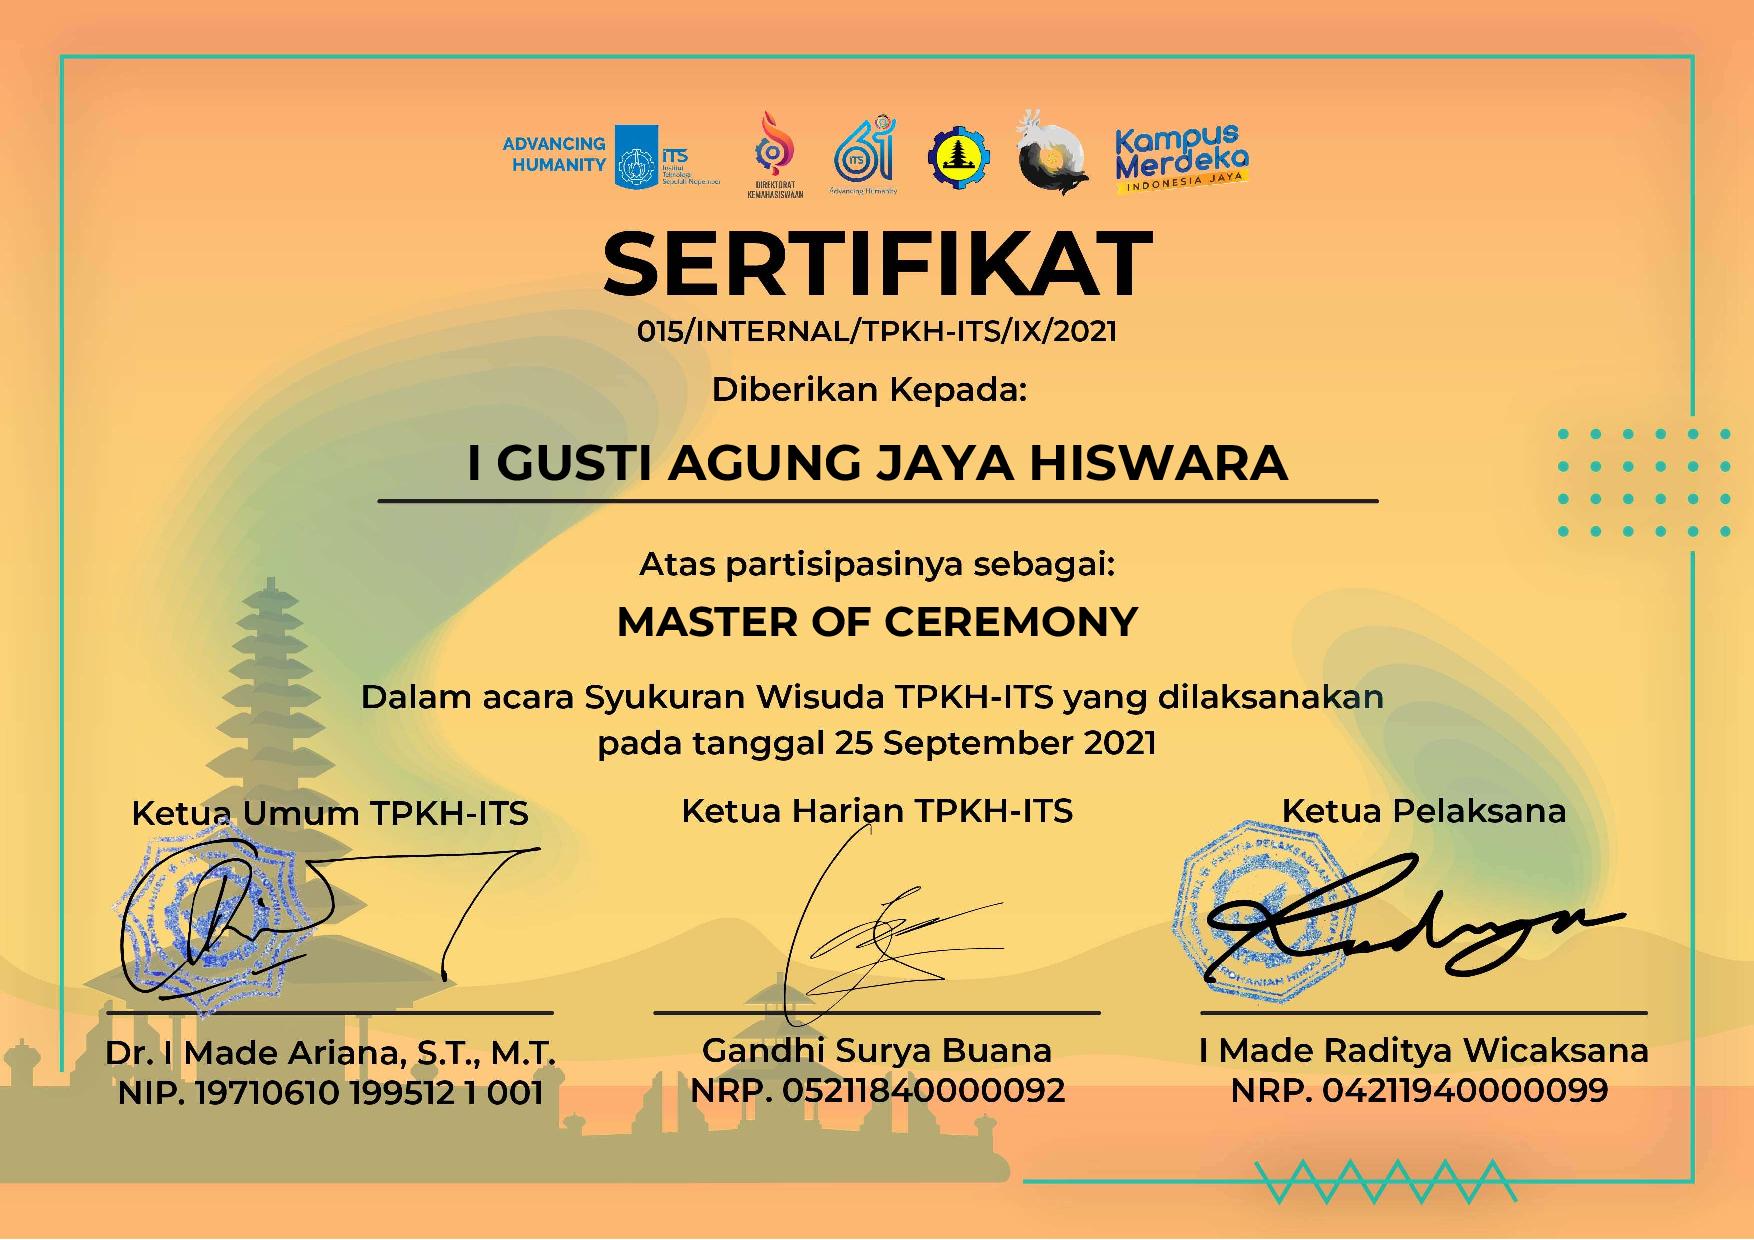 ADVANCING
HUMANITY
iTS
Institut
Teknologi
Sepuluh Nopember
DIREKTORAT
KEMAHASISWAAN
ITS
Advancing Humanity
Kampus
Merdeka
INDONESIA JAYA
SERTIFIKAT
015/INTERNAL/TPKH-ITS/IX/2021
Diberikan Kepada:
I GUSTI AGUNG JAYA HISWARA
Atas partisipasinya sebagai:
MASTER OF CEREMONY
Dalam acara Syukuran Wisuda TPKH-ITS yang dilaksanakan
pada tanggal 25 September 2021
Ketua Umum TPKH-ITS
Ketua Harian TPKH-ITS
Ketua Pelaksana
Dr. I Made Ariana, S.T., M.T.
NIP. 19710610 199512 1 001
Gandhi Surya Buana
NRP. 05211840000092
I Made Raditya Wicaksana
NRP. 04211940000099